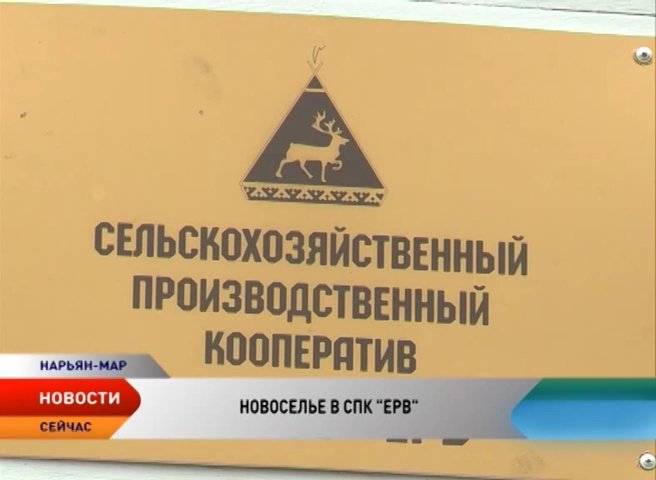 СЕЛЬСКОХОЗЯЙСТВЕННЫЙ
ПРОИЗВОДСТВЕННЫЙ
КООПЕРАТИВ
НАРЬЯН-МАР
НОВОСТИ
НОВОСЕЛЬЕ В СПК "ЕРВ"
СЕЙЧАС